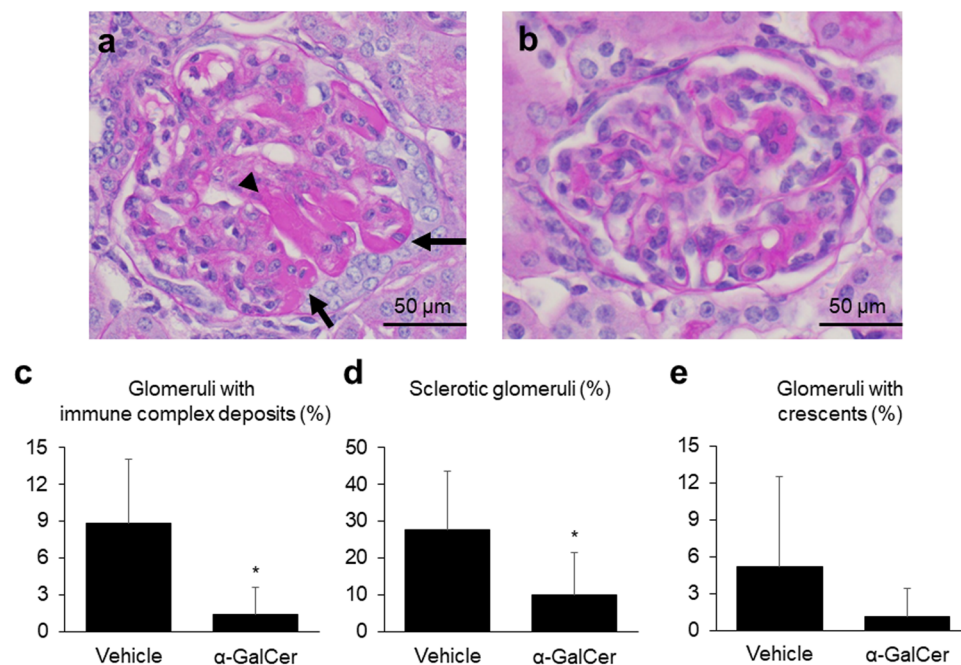 a
b
50 μm
50 μm
c
Glomeruli with
immune complex deposits (%)
15
12
9
6
3
0
*
Vehicle
α-GalCer
d
Sclerotic glomeruli (%)
50
40
30
20
10
0
*
Vehicle
α-GalCer
e
Glomeruli with
crescents (%)
15
12
9
6
3
0
Vehicle
α-GalCer